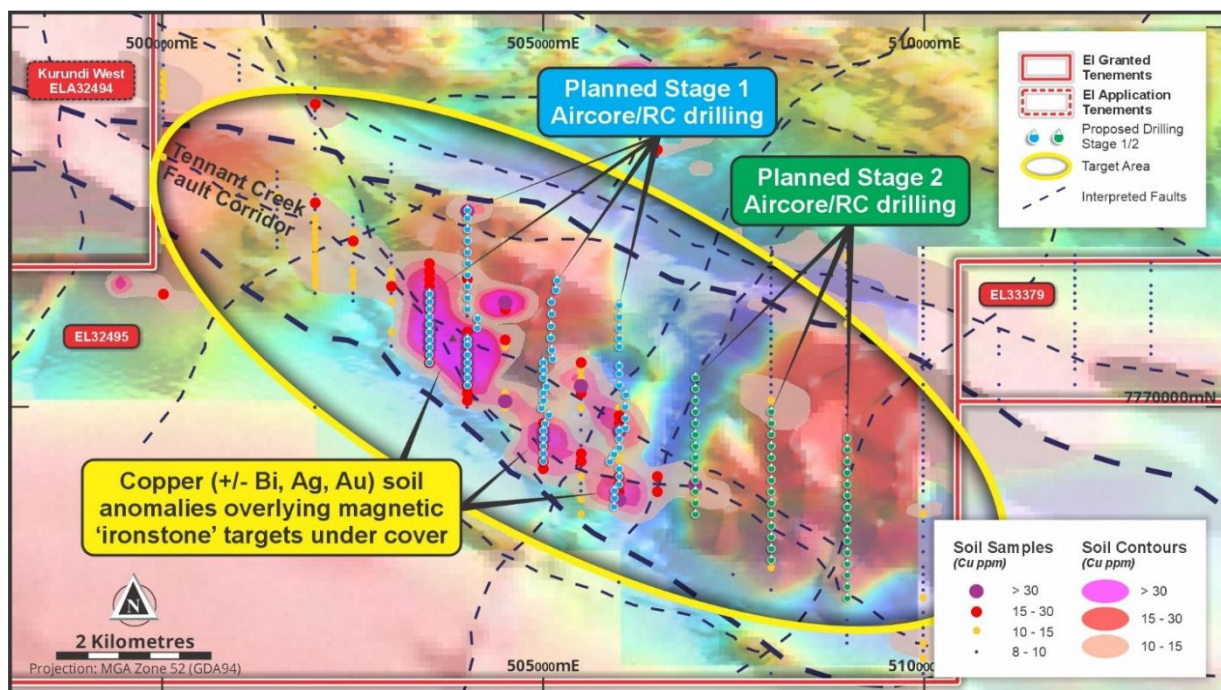 500000mE
505000mE
510000mE
Kurundi West
ELA32494
Planned Stage 1
Aircore/RC drilling
El Granted
Tenements
El Application
Tenements
Proposed Drilling
Stage 1/2
Target Area
Interpreted Faults
Tennant Creek
Fault Corridor
Planned Stage 2
Aircore/RC drilling
EL33379
EL32495
7770000mN
Copper (+/- Bi, Ag, Au) soil
anomalies overlying magnetic
‘ironstone’ targets under cover
N
2 Kilometres
Projection: MGA Zone 52 (GDA94)
505000mE
510
Soil Samples
(Cu ppm)
> 30
15 - 30
10 - 15
8 - 10
Soil Contours
(Cu ppm)
> 30
15 - 30
10 - 15